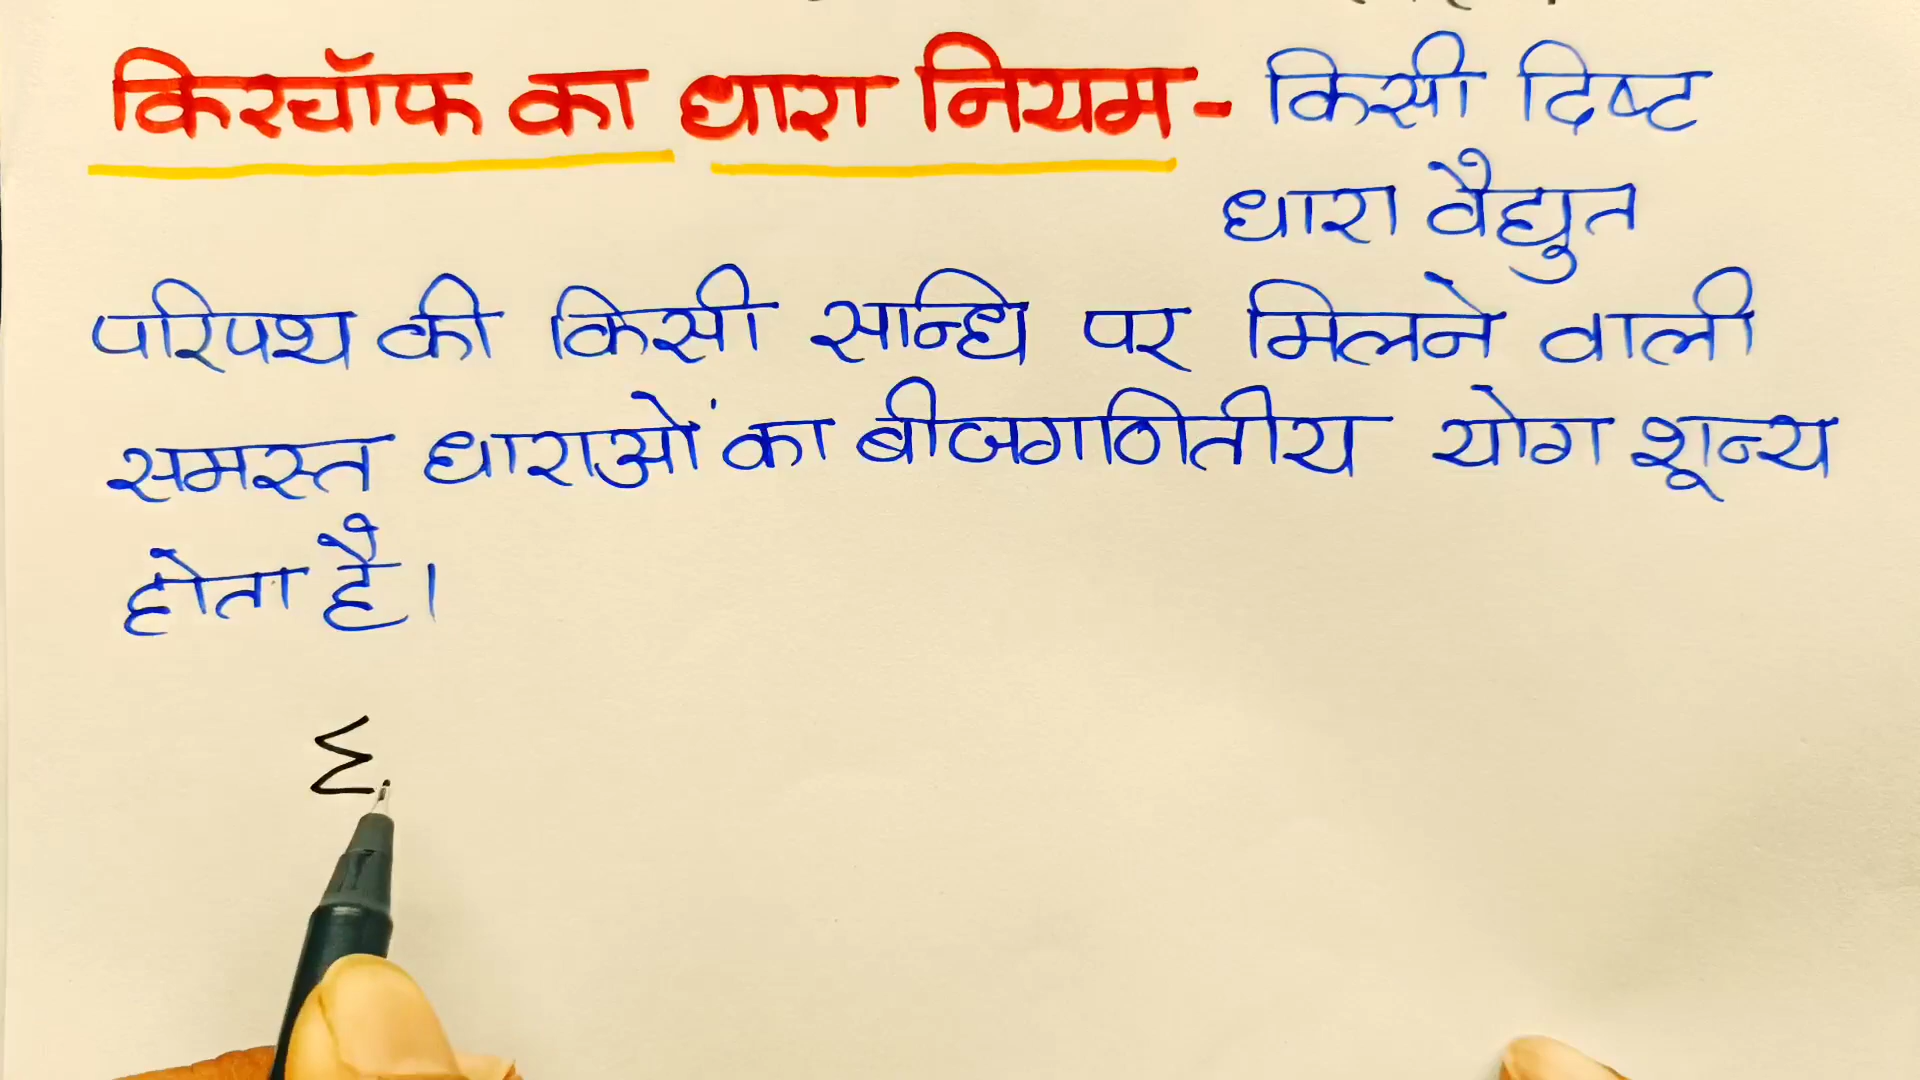 किरचॉफ का धारा नियम - किसी दिष्ट
धारा वैद्युत
परिपथ की किसी सन्धि पर मिलने वाली
समस्त धाराओं का बीजगणितीय योग शून्य
होता है।
Σ